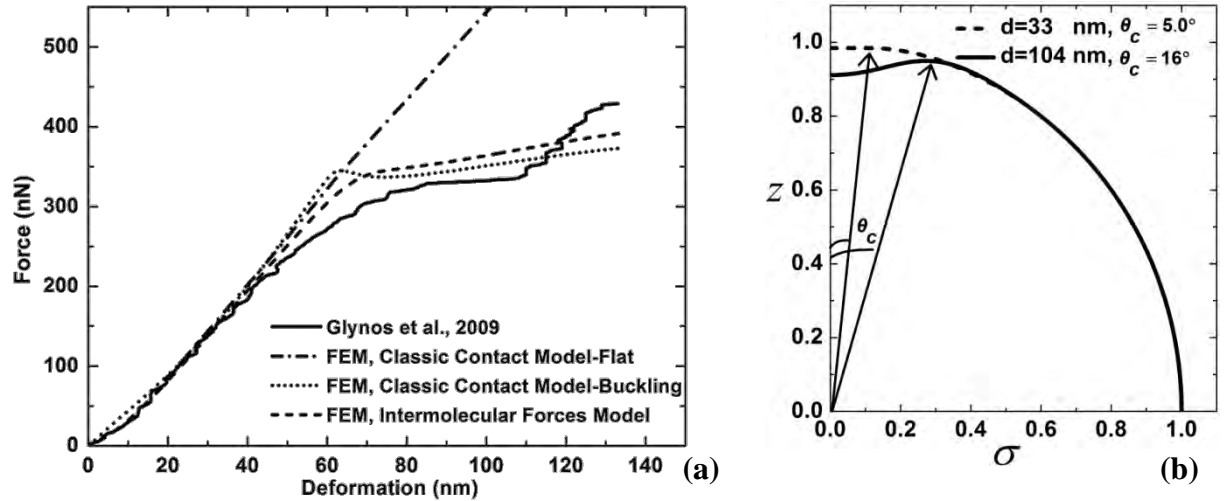 500
400
300
200
100
0
Force (nN)
0 20 40 60 80 100 120 140
Deformation (nm)
Glynos et al., 2009
FEM, Classic Contact Model-Flat
FEM, Classic Contact Model-Buckling
FEM, Intermolecular Forces Model
(a)
d=33 nm, θc = 5.0°
d=104 nm, θc = 16°
1.0
0.8
0.6
0.4
0.2
0.0
z
θc
0.0 0.2 0.4 0.6 0.8 1.0
σ
(b)